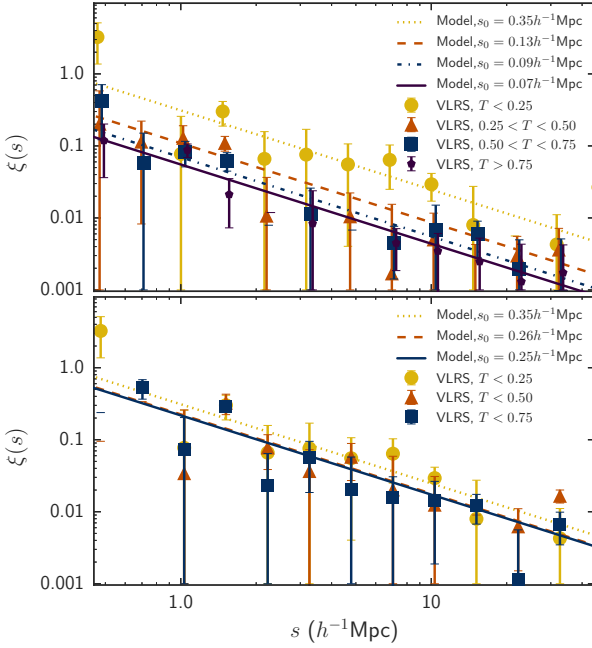 Model,s₀ = 0.35h⁻¹Mpc
Model,s₀ = 0.13h⁻¹Mpc
Model,s₀ = 0.09h⁻¹Mpc
Model,s₀ = 0.07h⁻¹Mpc
VLRS, T < 0.25
VLRS, 0.25 < T < 0.50
VLRS, 0.50 < T < 0.75
VLRS, T > 0.75
1.0
0.1
0.01
0.001
ξ(s)
Model,s₀ = 0.35h⁻¹Mpc
Model,s₀ = 0.26h⁻¹Mpc
Model,s₀ = 0.25h⁻¹Mpc
VLRS, T < 0.25
VLRS, T < 0.50
VLRS, T < 0.75
1.0
0.1
0.01
0.001
ξ(s)
1.0
10
s (h⁻¹Mpc)